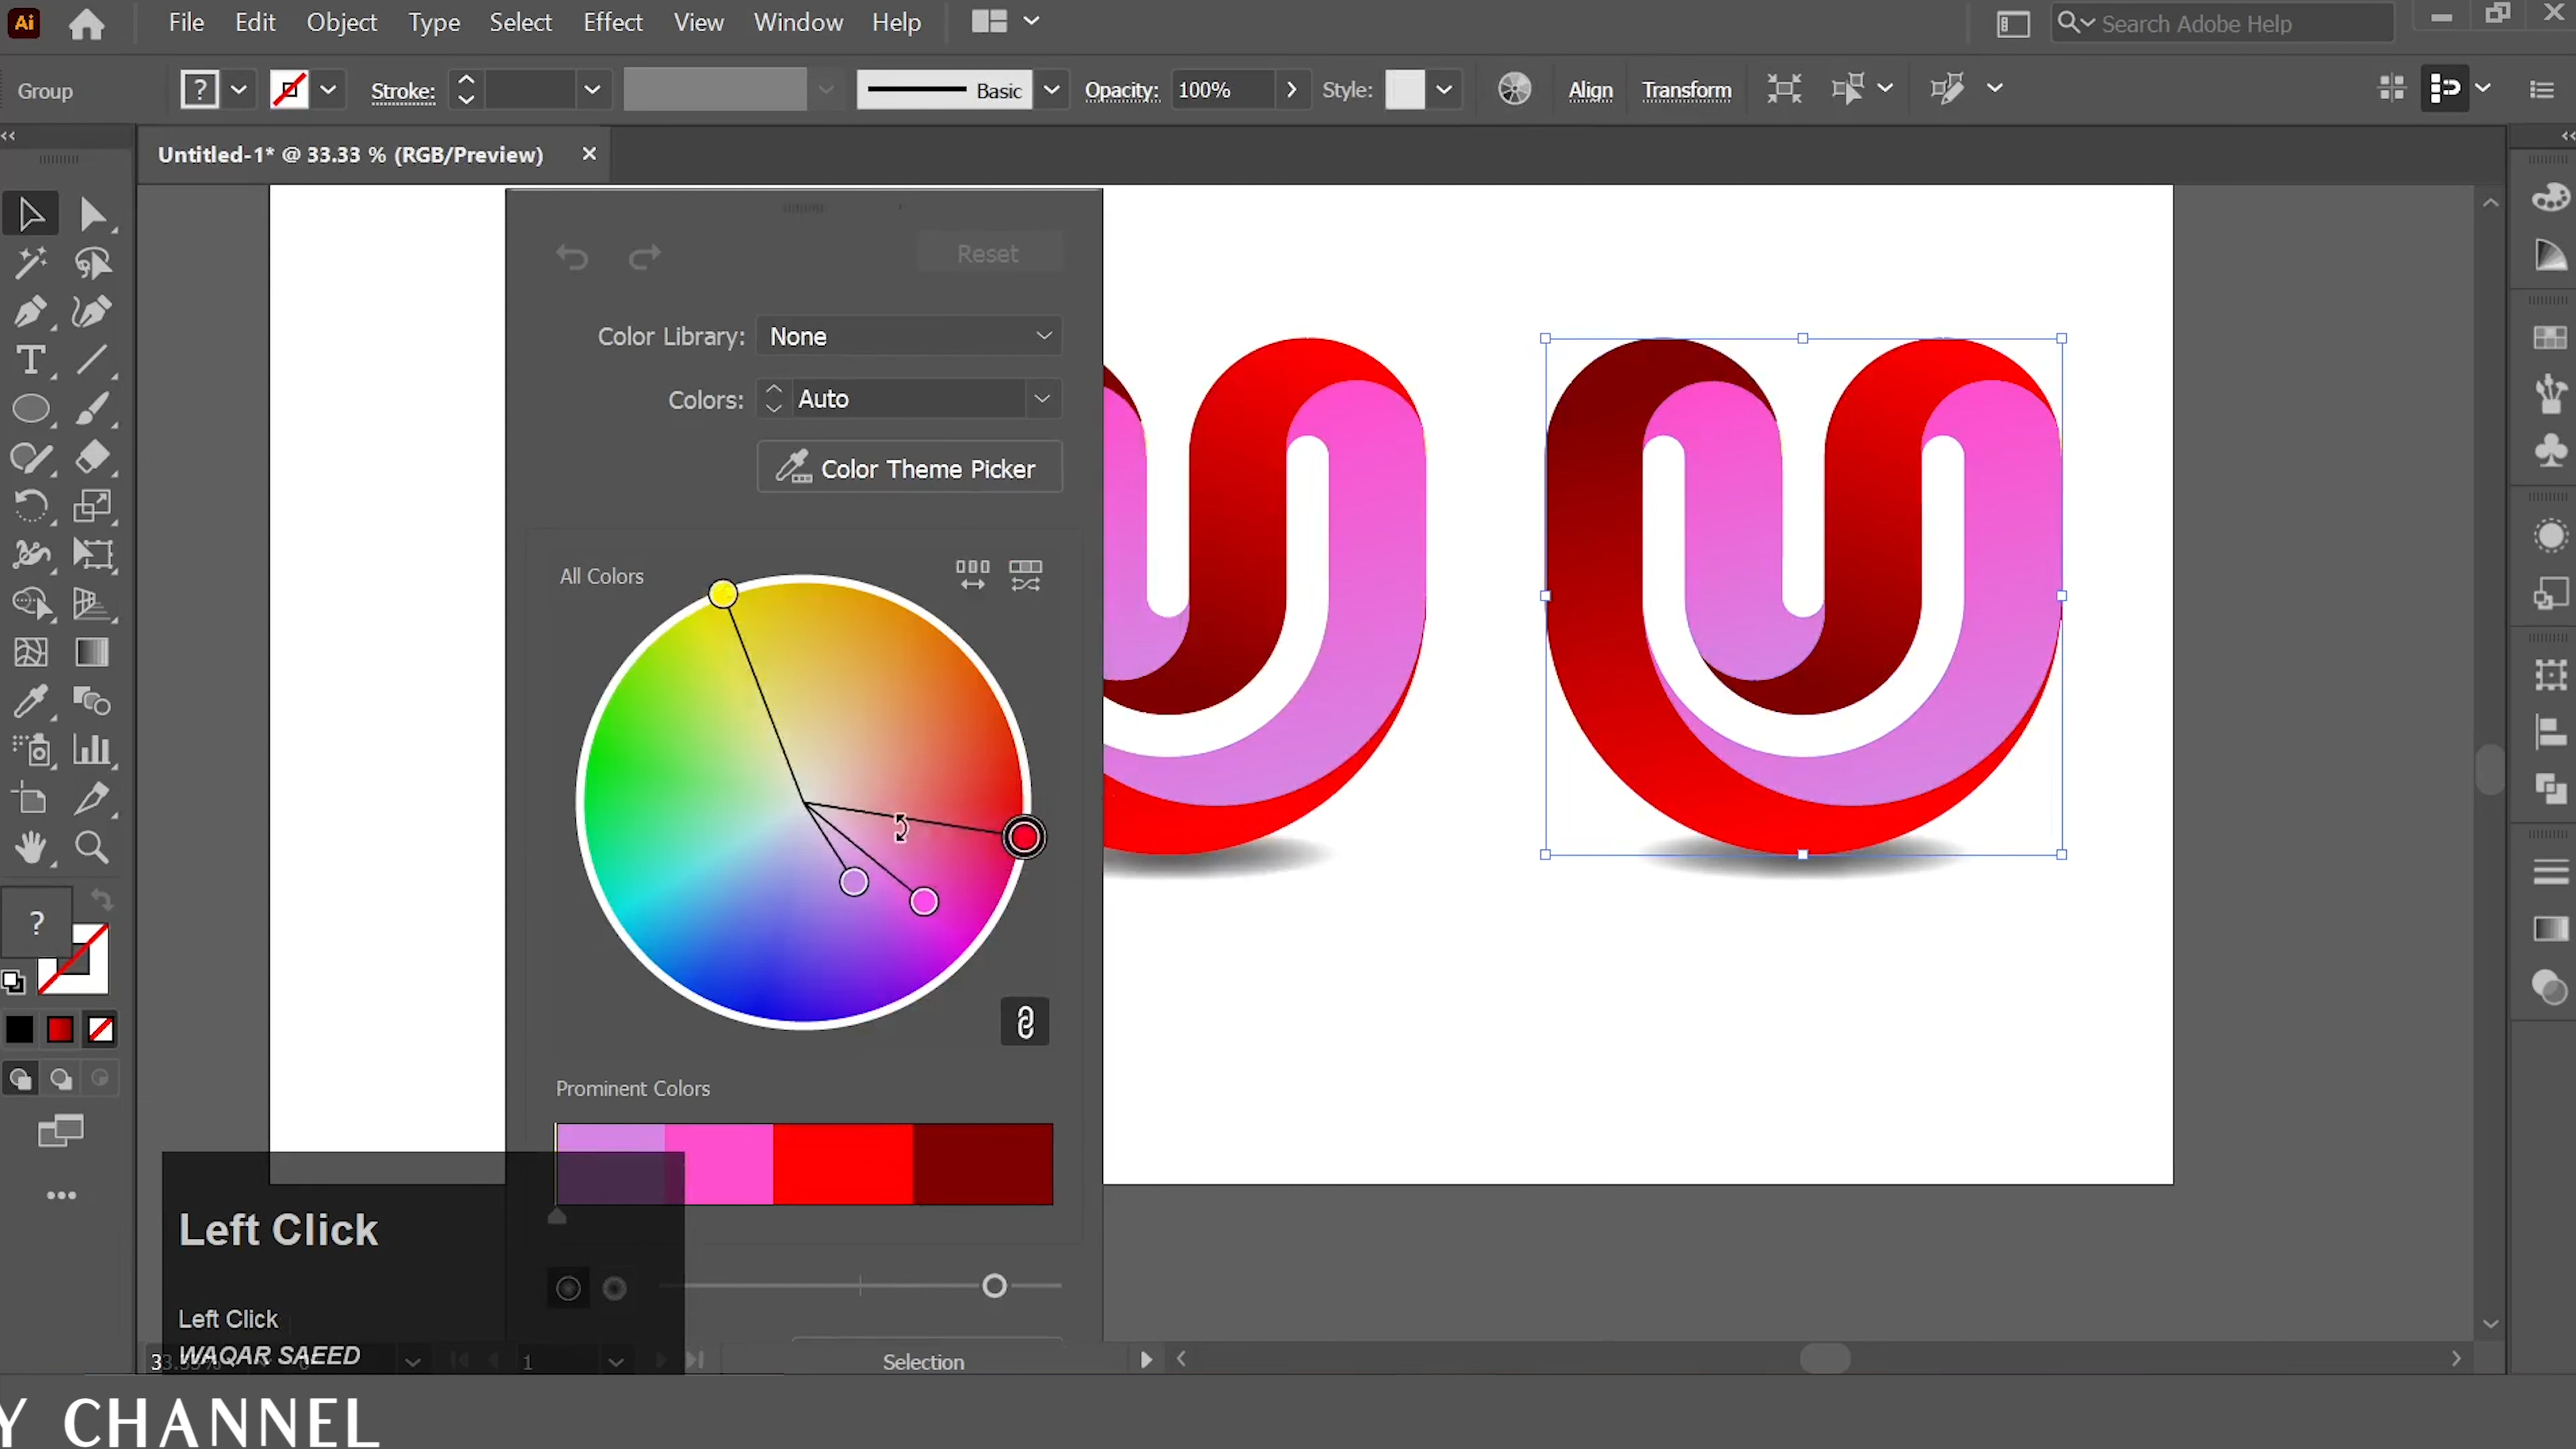 Ai File Edit Object Type Select Effect View Window Help Search Adobe Help
Group ? Stroke: Basic Opacity: 100% Style: Align Transform
Untitled-1* @ 33.33 % (RGB/Preview)
Reset
Color Library: None
Colors: Auto
Color Theme Picker
All Colors
?
Prominent Colors
Left Click
Left Click
WAQAR SAEED
1 Selection
Y CHANNEL